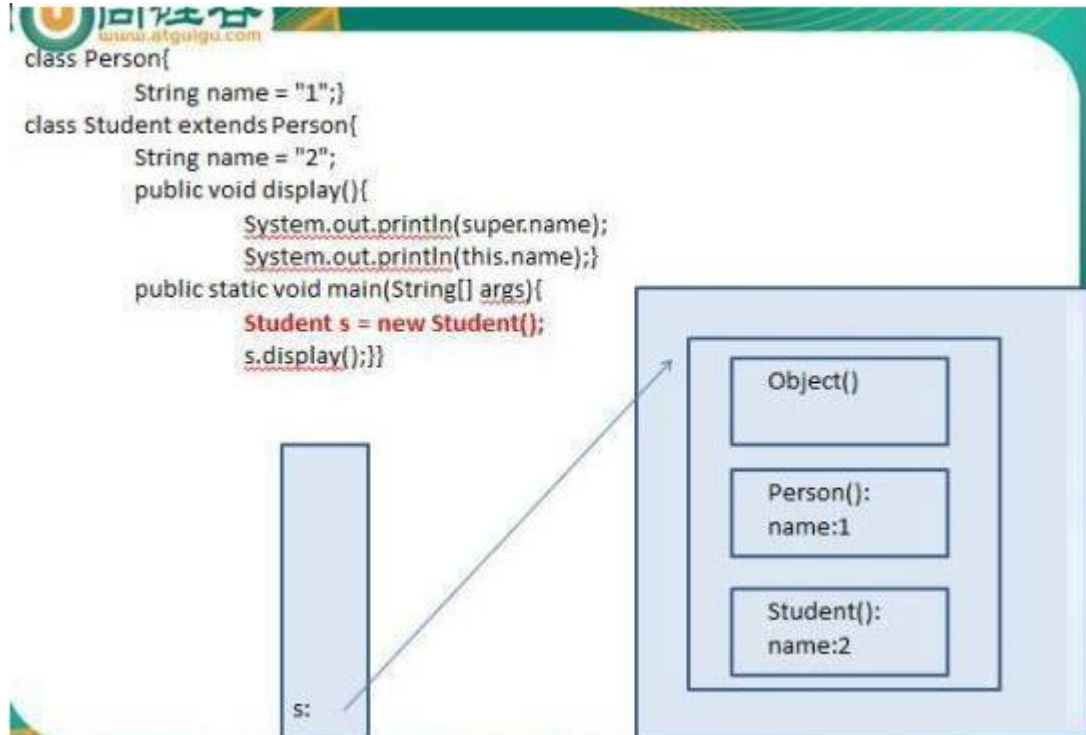 www.atguigu.com
class Person{
String name = "1";}
class Student extends Person{
String name = "2";
public void display(){
System.out.println(super.name);
System.out.println(this.name);}
public static void main(String[] args){
Student s = new Student();
s.display();}}
Object()
Person():
name:1
Student():
name:2
s: